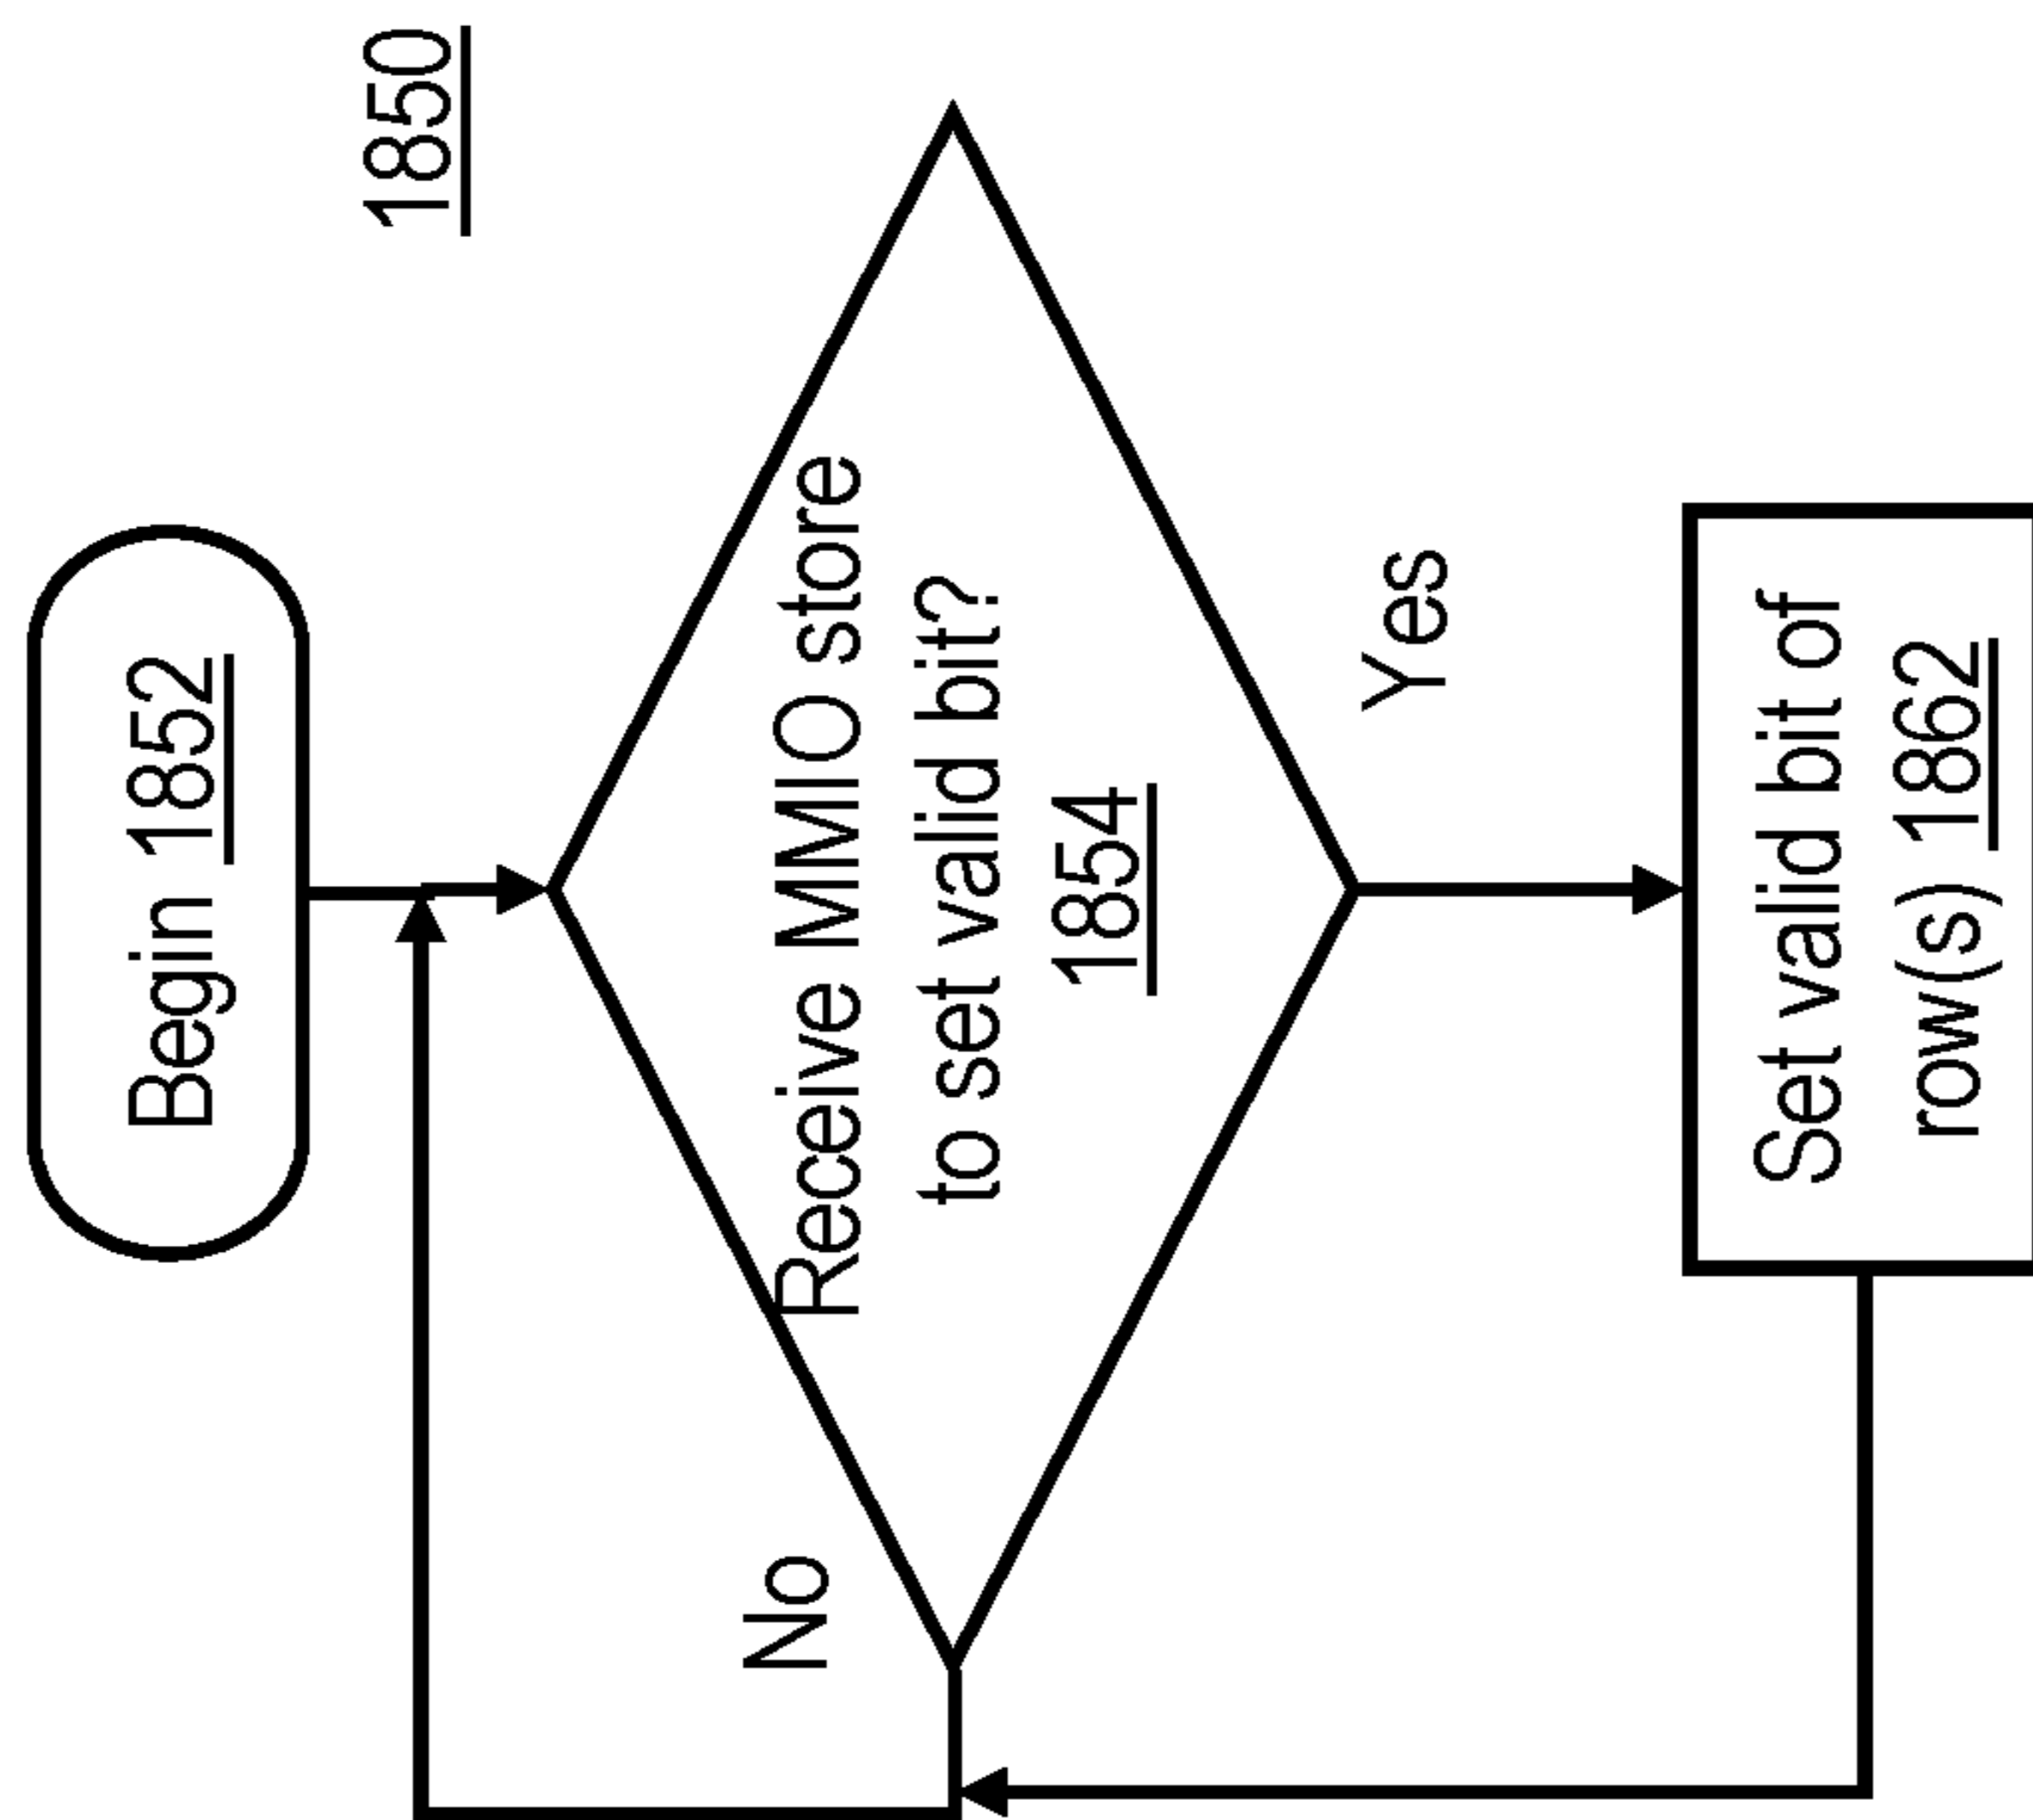 1850
Begin 1852
Receive MMIO store
to set valid bit?
1854
No
Yes
Set valid bit of
row(s) 1862